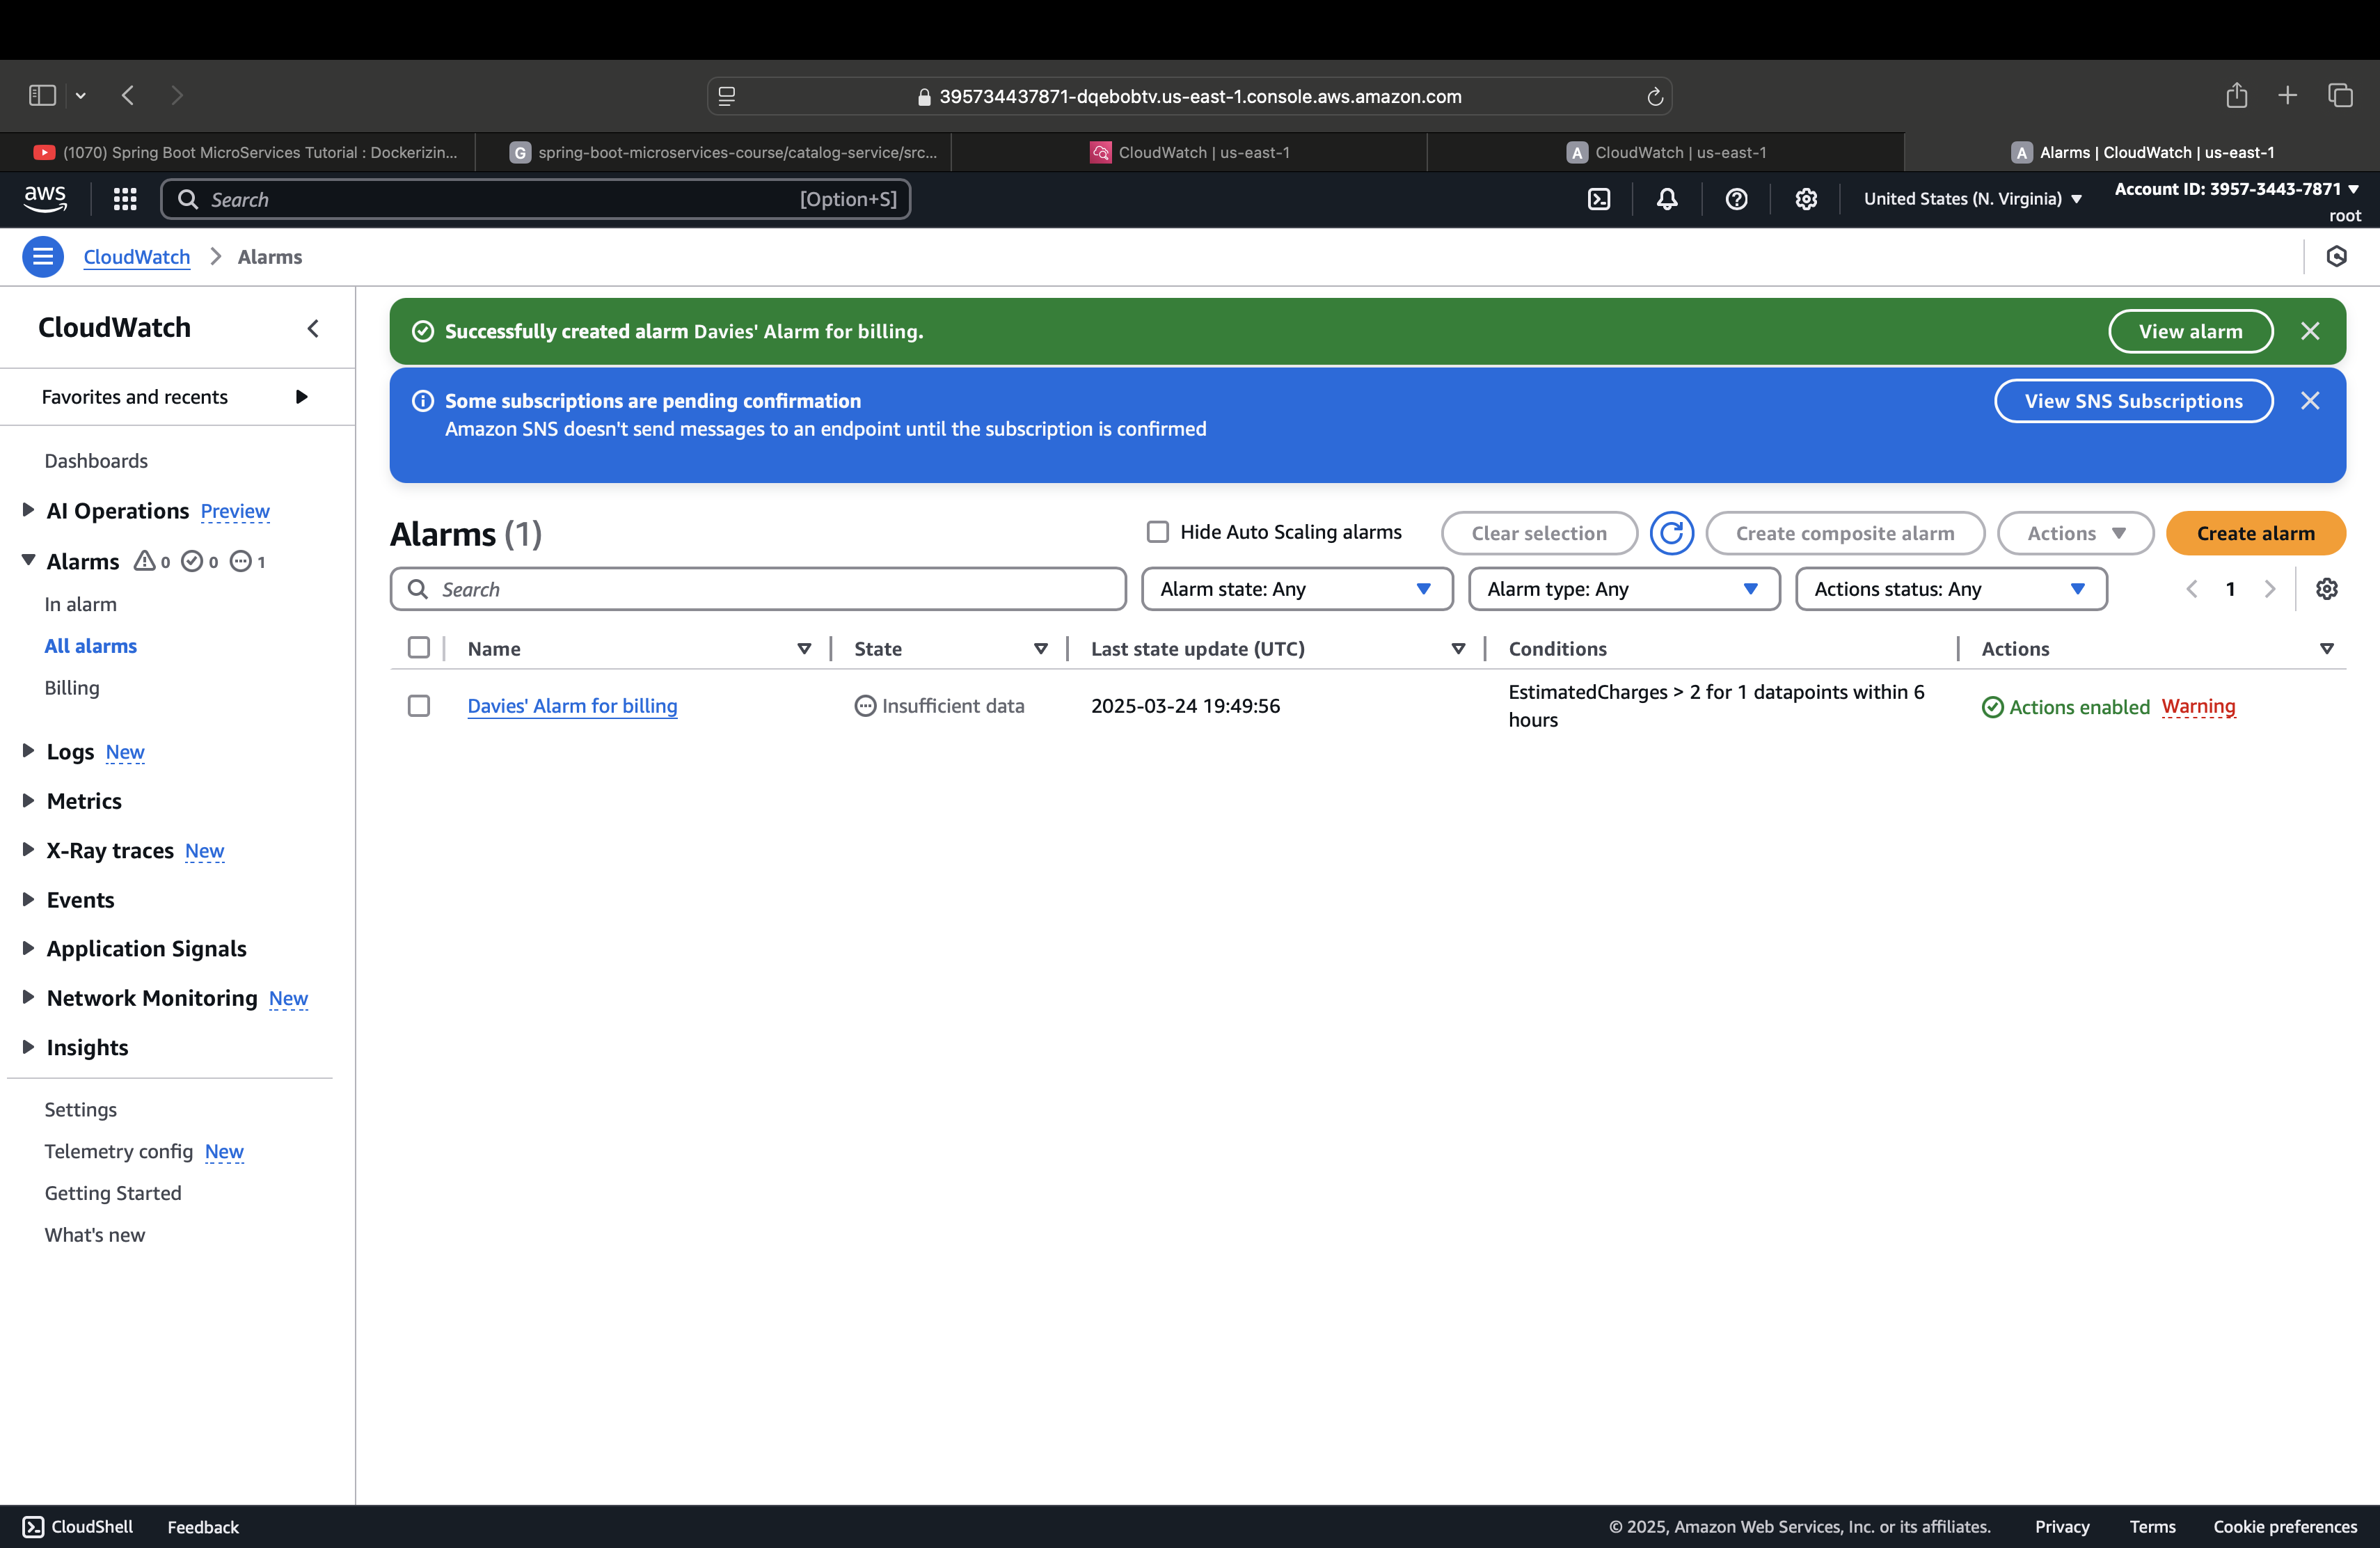 395734437871-dqebobtv.us-east-1.console.aws.amazon.com
(1070) Spring Boot MicroServices Tutorial : Dockerizin...
G spring-boot-microservices-course/catalog-service/src...
CloudWatch | us-east-1
A CloudWatch | us-east-1
A Alarms | CloudWatch | us-east-1
aws
Search [Option+S]
United States (N. Virginia)
Account ID: 3957-3443-7871
root
CloudWatch > Alarms
CloudWatch
Favorites and recents
Dashboards
AI Operations Preview
Alarms 0 0 1
In alarm
All alarms
Billing
Logs New
Metrics
X-Ray traces New
Events
Application Signals
Network Monitoring New
Insights
Settings
Telemetry config New
Getting Started
What's new
Successfully created alarm Davies' Alarm for billing.
View alarm
Some subscriptions are pending confirmation
Amazon SNS doesn't send messages to an endpoint until the subscription is confirmed
View SNS Subscriptions
Alarms (1)
Hide Auto Scaling alarms
Clear selection
Create composite alarm
Actions
Create alarm
Search
Alarm state: Any
Alarm type: Any
Actions status: Any
1
Name State Last state update (UTC) Conditions Actions
Davies' Alarm for billing
Insufficient data
2025-03-24 19:49:56
EstimatedCharges > 2 for 1 datapoints within 6
hours
Actions enabled Warning
CloudShell Feedback
© 2025, Amazon Web Services, Inc. or its affiliates. Privacy Terms Cookie preferences